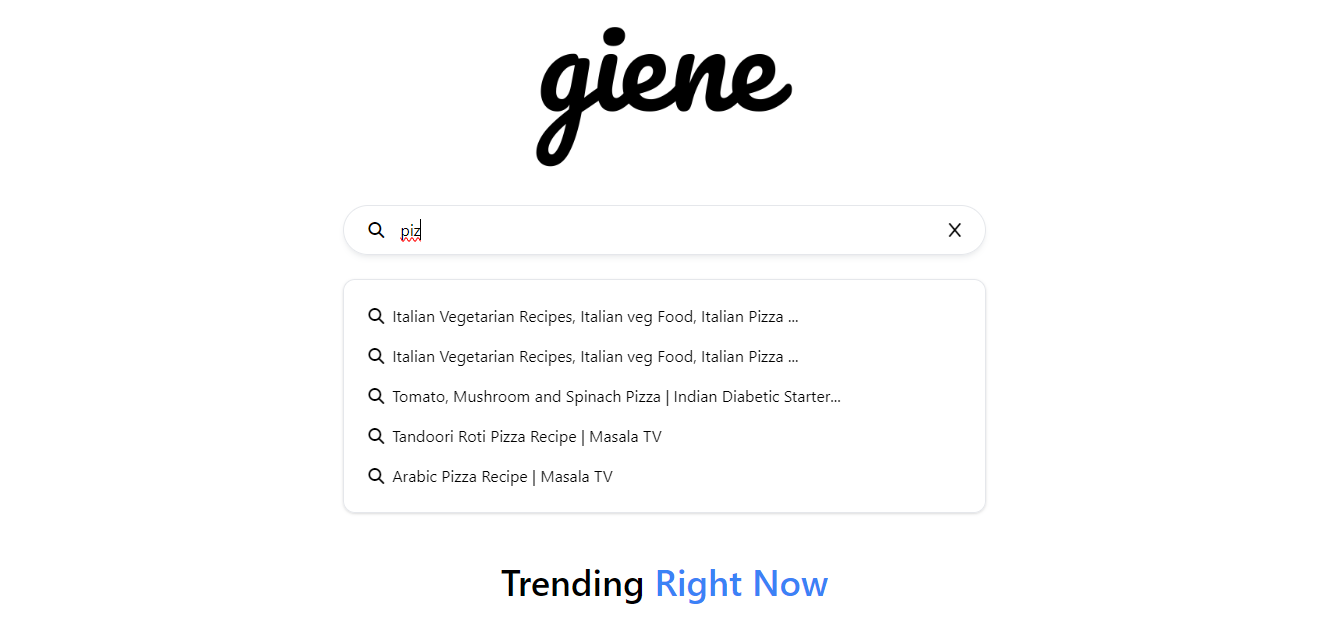 giene
piz
Italian Vegetarian Recipes, Italian veg Food, Italian Pizza ...
Italian Vegetarian Recipes, Italian veg Food, Italian Pizza ...
Tomato, Mushroom and Spinach Pizza | Indian Diabetic Starter...
Tandoori Roti Pizza Recipe | Masala TV
Arabic Pizza Recipe | Masala TV
Trending Right Now